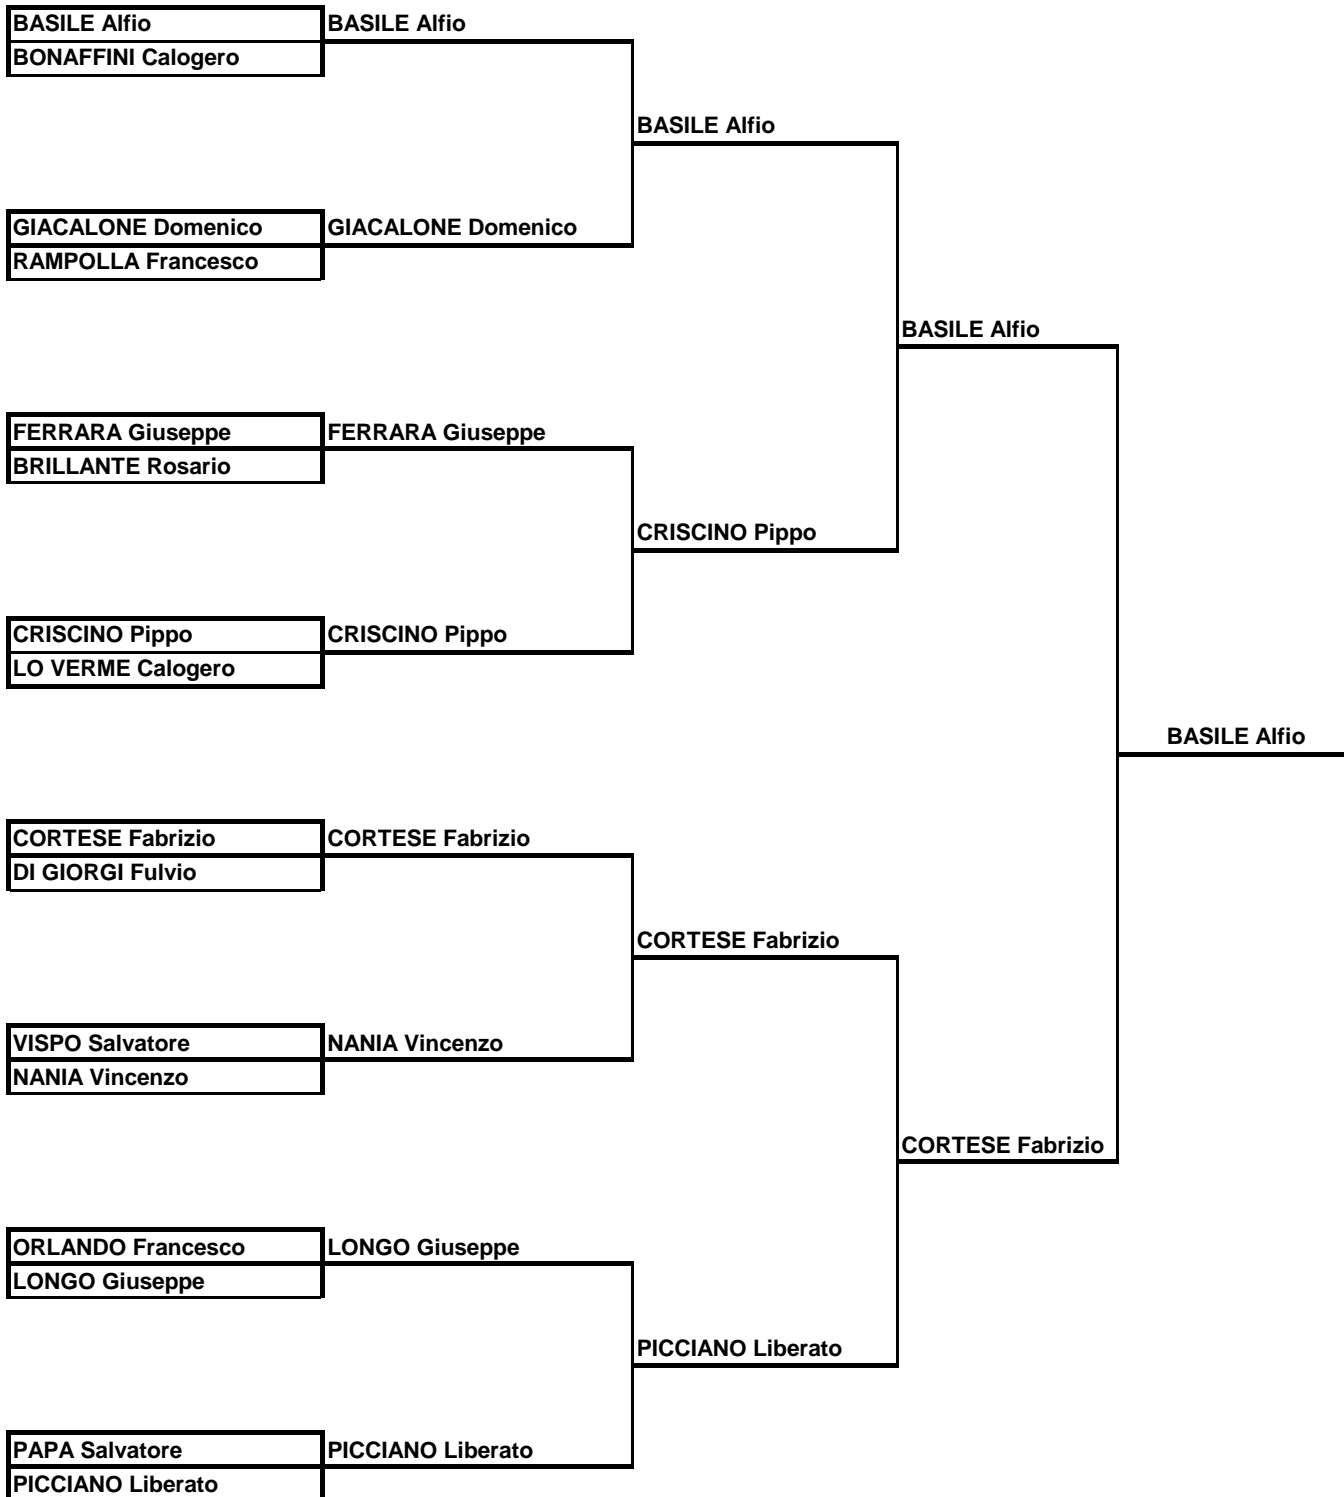 BASILE Alfio
BASILE Alfio
BONAFFINI Calogero
BASILE Alfio
GIACALONE Domenico
GIACALONE Domenico
RAMPOLLA Francesco
BASILE Alfio
FERRARA Giuseppe
FERRARA Giuseppe
BRILLANTE Rosario
CRISCINO Pippo
CRISCINO Pippo
CRISCINO Pippo
LO VERME Calogero
BASILE Alfio
CORTESE Fabrizio
CORTESE Fabrizio
DI GIORGI Fulvio
CORTESE Fabrizio
VISPO Salvatore
NANIA Vincenzo
NANIA Vincenzo
CORTESE Fabrizio
ORLANDO Francesco
LONGO Giuseppe
LONGO Giuseppe
PICCIANO Liberato
PAPA Salvatore
PICCIANO Liberato
PICCIANO Liberato